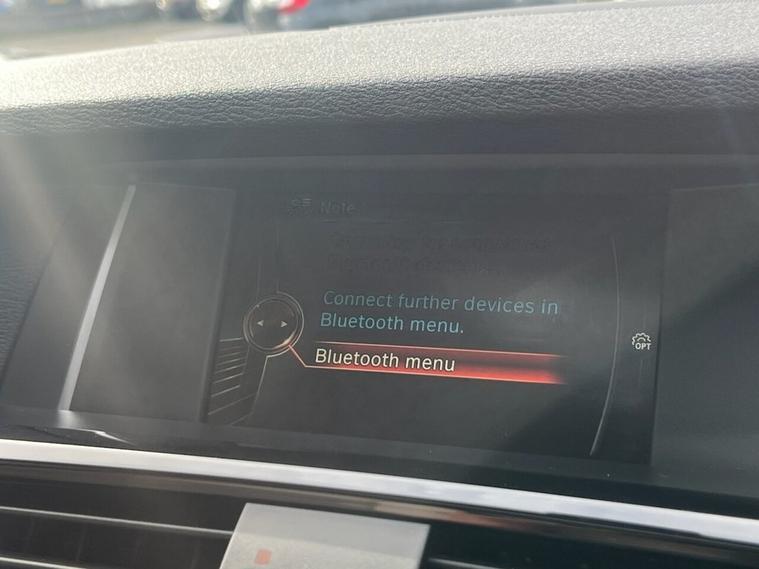 Note
Connect further devices in
Bluetooth menu.
Bluetooth menu
OPT